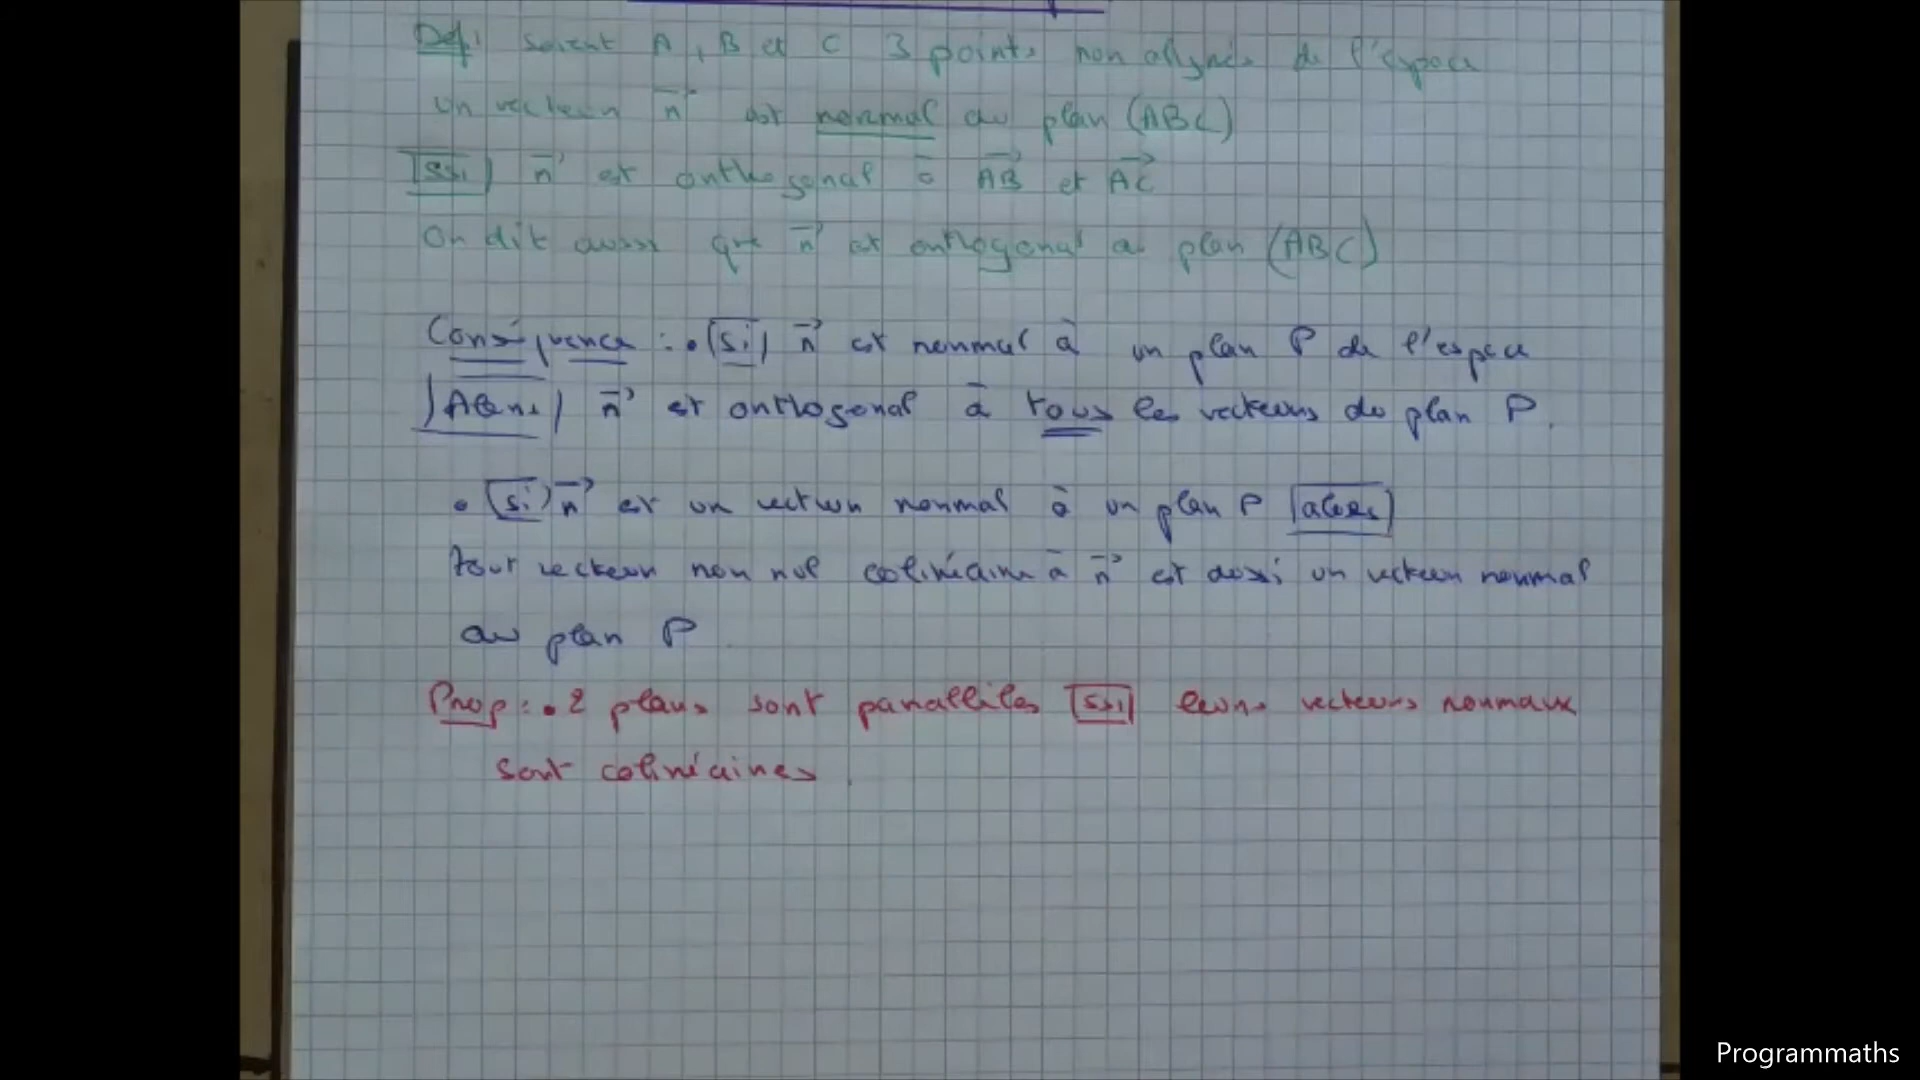 Def: soient A, B et C 3 points non alignés de l'espace
Un vecteur n est normal au plan (ABC)
ssi n est orthogonal à AB et AC
On dit aussi que n est orthogonal au plan (ABC)
Conséquence : • si n est normal à un plan P de l'espace
Alors n est orthogonal à tous les vecteurs du plan P.
• si n est un vecteur normal à un plan P alors
tout vecteur non nul colinéaire à n est aussi un vecteur normal
au plan P
Prop: • 2 plans sont parallèles ssi leurs vecteurs normaux
sont colinéaires.
Programmaths